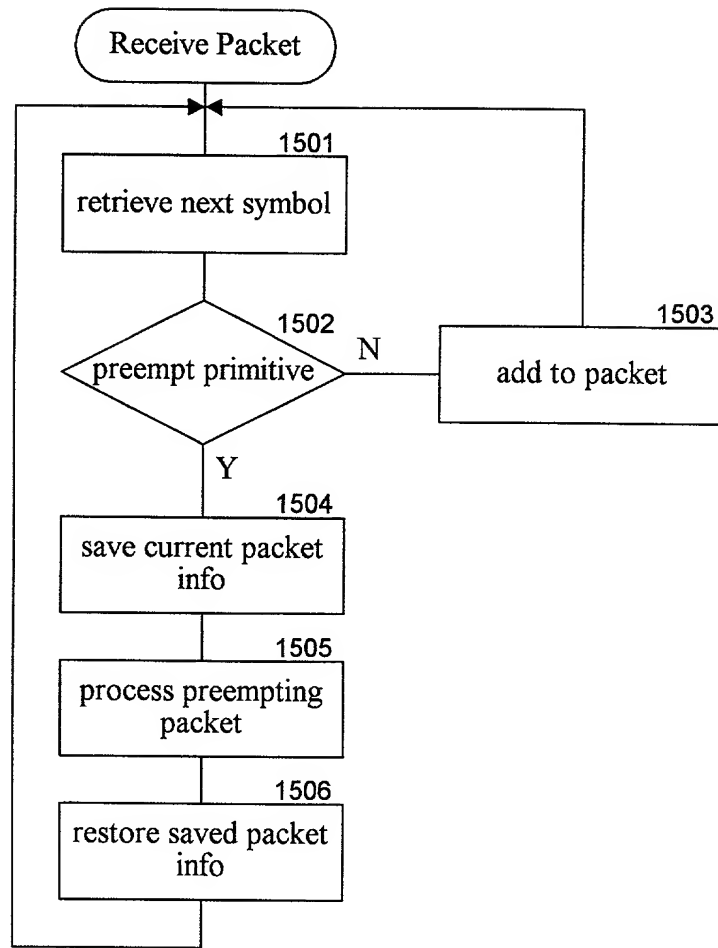 Receive Packet
1501
retrieve next symbol
1502
preempt primitive
N
1503
add to packet
Y
1504
save current packet
info
1505
process preempting
packet
1506
restore saved packet
info